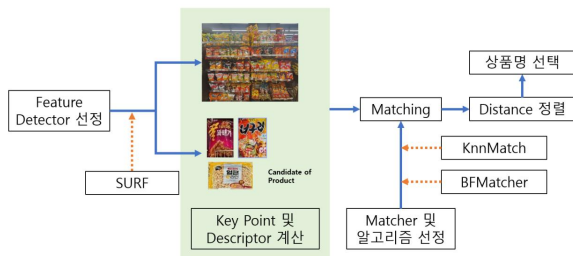 Feature
Detector 선정
SURF
Candidate of
Product
Key Point 및
Descriptor 계산
Matching
Distance 정렬
상품명 선택
KnnMatch
BFMatcher
Matcher 및
알고리즘 선정